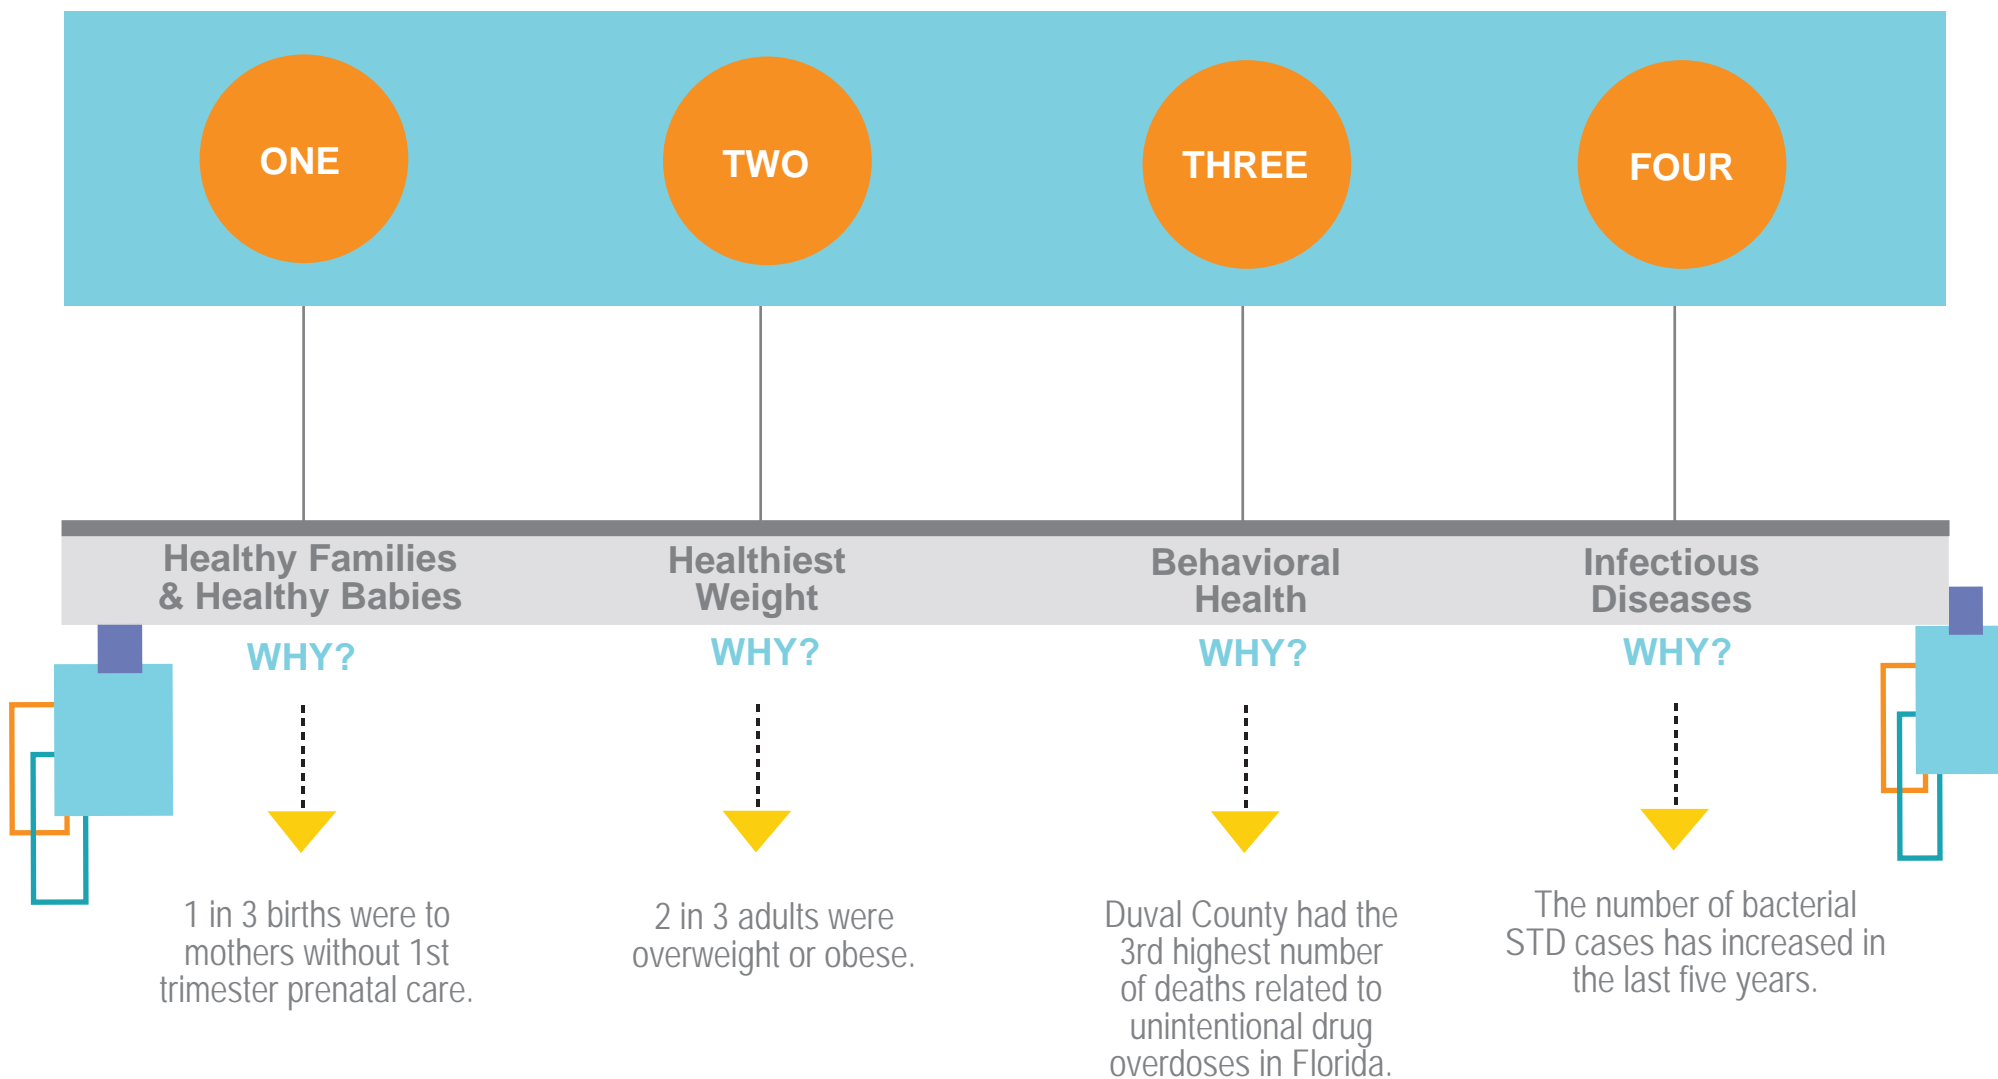 ONE
TWO
THREE
FOUR
Healthy Families
& Healthy Babies
Healthiest
Weight
Behavioral
Health
Infectious
Diseases
WHY?
WHY?
WHY?
WHY?
1 in 3 births were to
mothers without 1st
trimester prenatal care.
2 in 3 adults were
overweight or obese.
Duval County had the
3rd highest number
of deaths related to
unintentional drug
overdoses in Florida.
The number of bacterial
STD cases has increased in
the last five years.